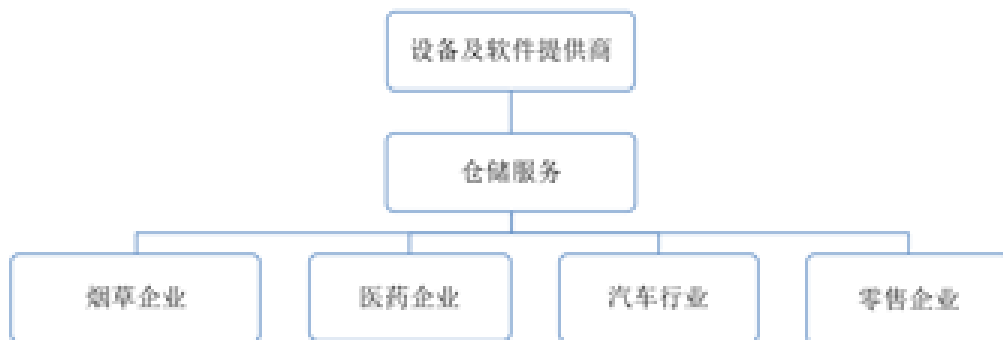 设备及软件提供商
仓储服务
烟草企业
医药企业
汽车行业
零售企业